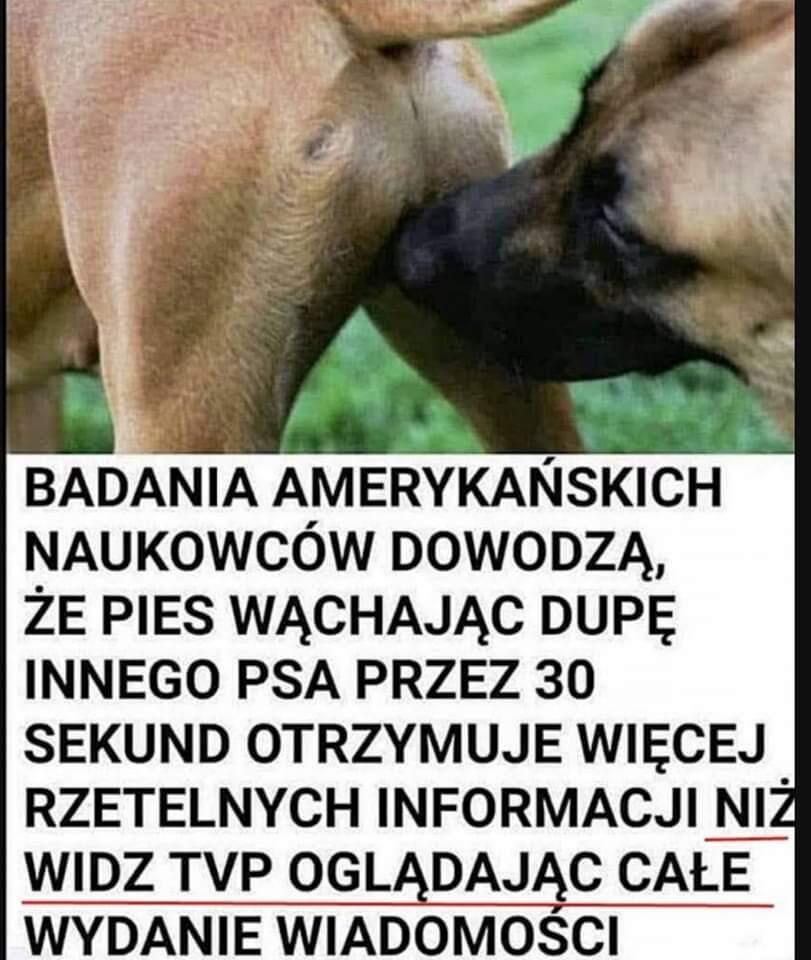 BADANIA AMERYKAŃSKICH
NAUKOWCÓW DOWODZĄ,
ŻE PIES WĄCHAJĄC DUPĘ
INNEGO PSA PRZEZ 30
SEKUND OTRZYMUJE WIĘCEJ
RZETELNYCH INFORMACJI NIŻ
WIDZ TVP OGLĄDAJĄC CAŁE
WYDANIE WIADOMOŚCI